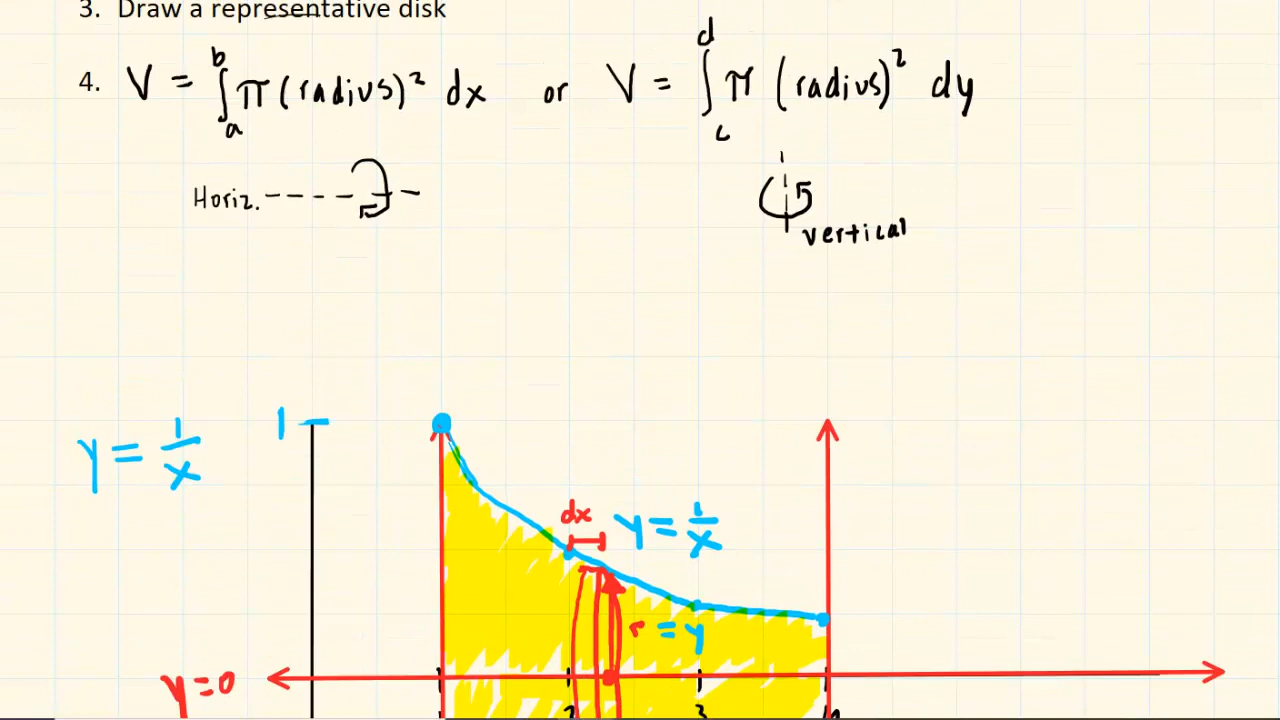 3. Draw a representative disk
b d
4. V = ∫ π (radius)² dx or V = ∫ π (radius)² dy
a c
Horiz.
vertical
1
y = 1/x
dx
y = 1/x
r = y
y=0
1 2 3 4